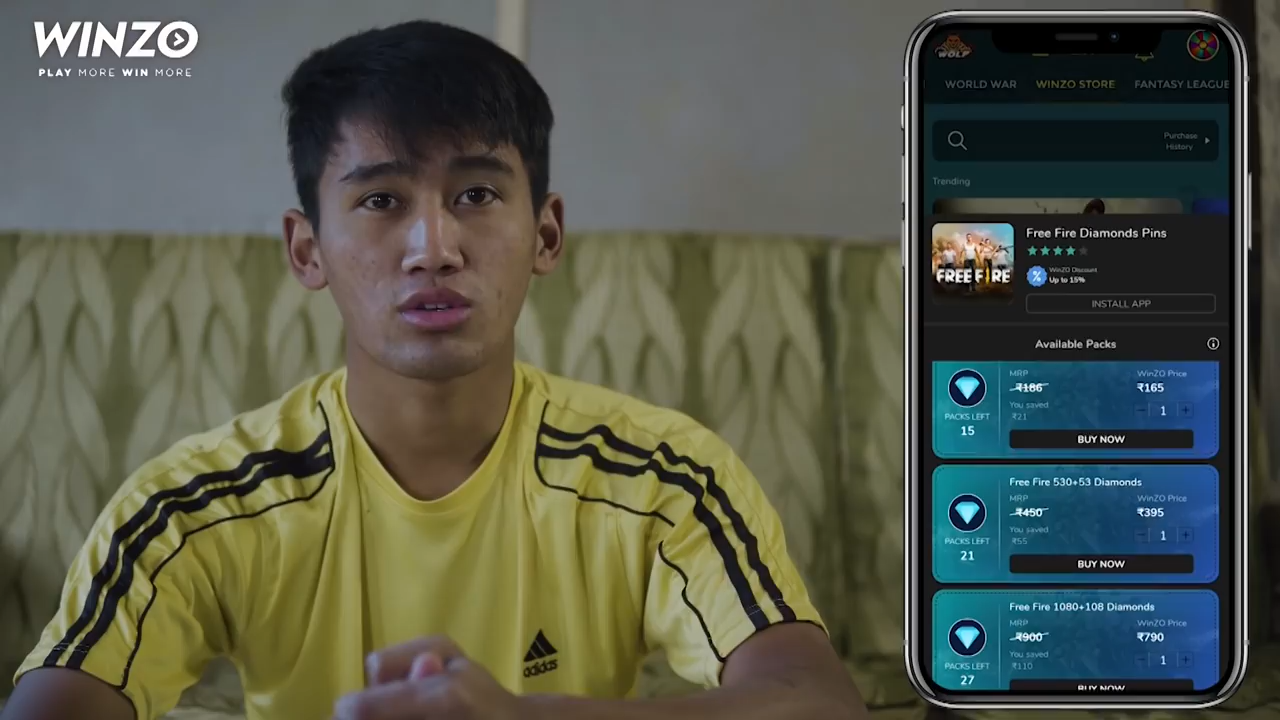 WINZO
PLAY MORE WIN MORE
WOLF
WORLD WAR
WINZO STORE
FANTASY LEAGUE
Purchase
History
Trending
FREE FIRE
Free Fire Diamonds Pins
WinZO Discount
Up to 15%
INSTALL APP
Available Packs
MRP
WinZO Price
₹186
₹165
You saved
₹21
PACKS LEFT
15
1
BUY NOW
Free Fire 530+53 Diamonds
MRP
WinZO Price
₹450
₹395
You saved
₹55
PACKS LEFT
21
1
BUY NOW
Free Fire 1080+108 Diamonds
MRP
WinZO Price
₹900
₹790
You saved
₹110
PACKS LEFT
27
1
BUY NOW
adidas